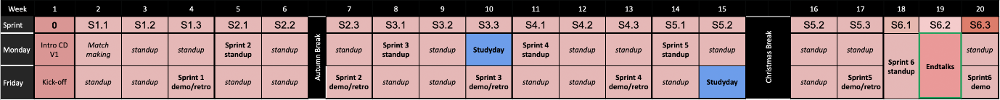 Week 1 2 3 4 5 6 Autumn Break 7 8 9 10 11 12 13 14 15 Christmas Break 16 17 18 19 20
Sprint 0 S1.1 S1.2 S1.3 S2.1 S2.2 S2.3 S3.1 S3.2 S3.3 S4.1 S4.2 S4.3 S5.1 S5.2 S5.2 S5.3 S6.1 S6.2 S6.3
Monday Intro CD V1 Match making standup standup Sprint 2 standup standup standup Sprint 3 standup standup Studyday Sprint 4 standup standup standup Sprint 5 standup standup standup standup Sprint 6 standup Endtalks standup
Friday Kick-off standup standup Sprint 1 demo/retro standup standup Sprint 2 demo/retro standup standup Sprint 3 demo/retro standup standup Sprint 4 demo/retro standup Studyday standup Sprint5 demo/retro Sprint6 demo